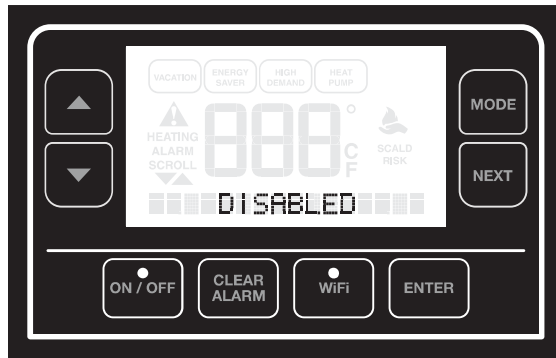 VACATION
ENERGY SAVER
HIGH DEMAND
HEAT PUMP
HEATING
ALARM
SCROLL
888°
C
F
SCALD
RISK
DISABLED
MODE
NEXT
ON / OFF
CLEAR
ALARM
WiFi
ENTER